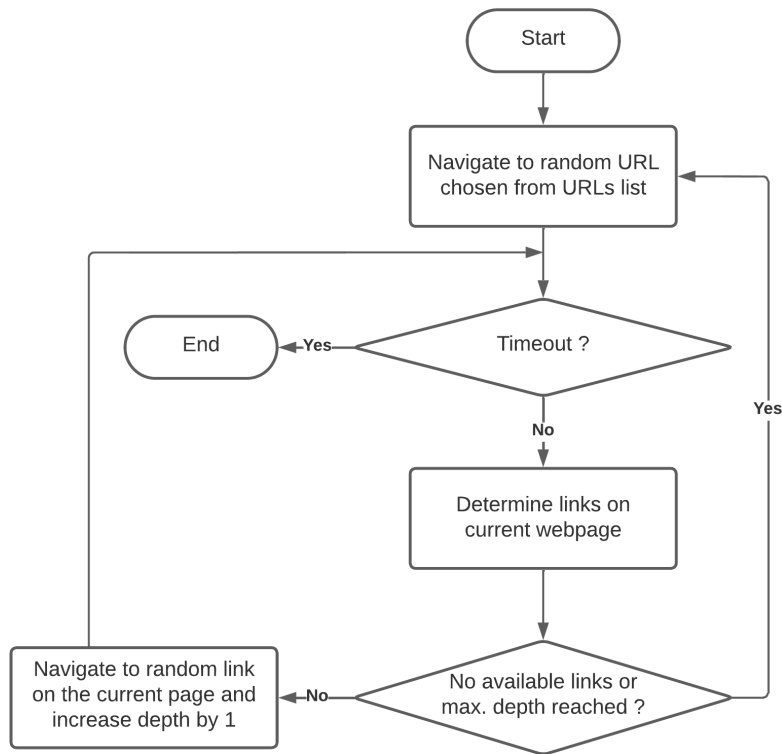 Start
Navigate to random URL
chosen from URLs list
Timeout ?
Yes
End
No
Yes
Determine links on
current webpage
No available links or
max. depth reached ?
No
Navigate to random link
on the current page and
increase depth by 1